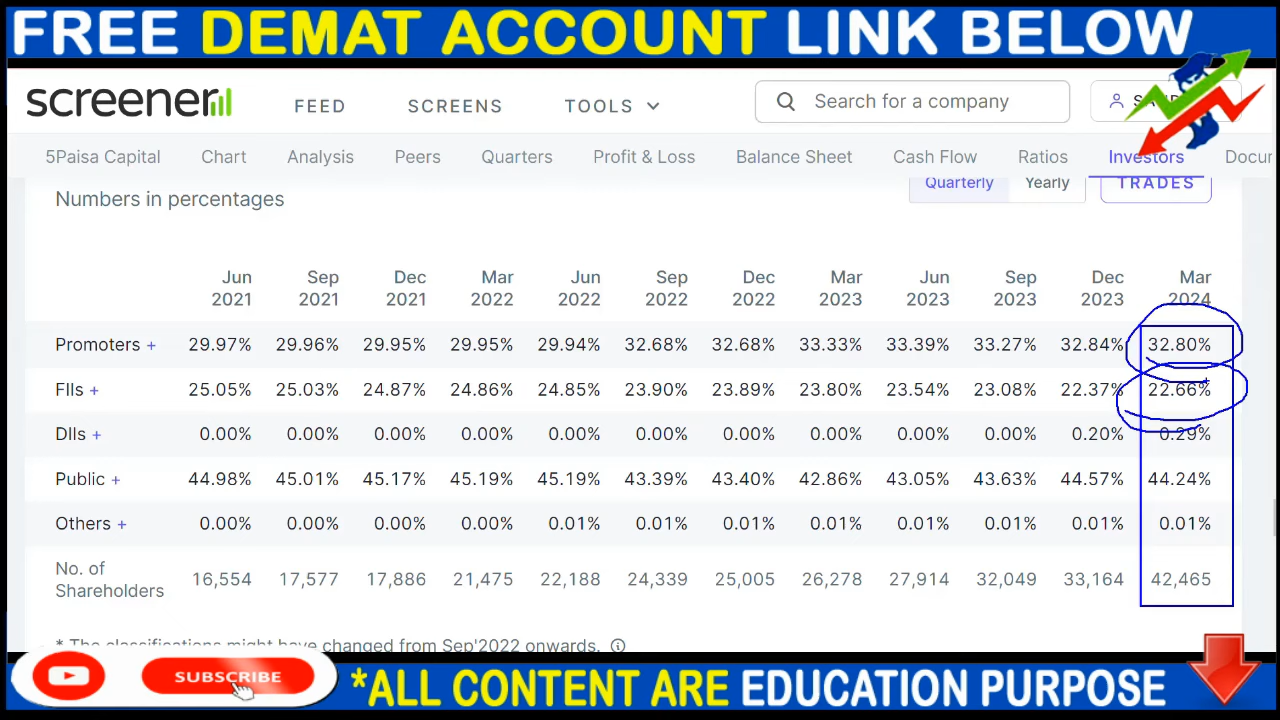 FREE DEMAT ACCOUNT LINK BELOW
screener
FEED SCREENS TOOLS Search for a company
5Paisa Capital Chart Analysis Peers Quarters Profit & Loss Balance Sheet Cash Flow Ratios Investors Docur
Numbers in percentages Quarterly Yearly TRADES
Jun Sep Dec Mar Jun Sep Dec Mar Jun Sep Dec Mar
2021 2021 2021 2022 2022 2022 2022 2023 2023 2023 2023 2024
Promoters + 29.97% 29.96% 29.95% 29.95% 29.94% 32.68% 32.68% 33.33% 33.39% 33.27% 32.84% 32.80%
FIIs + 25.05% 25.03% 24.87% 24.86% 24.85% 23.90% 23.89% 23.80% 23.54% 23.08% 22.37% 22.66%
DIIs + 0.00% 0.00% 0.00% 0.00% 0.00% 0.00% 0.00% 0.00% 0.00% 0.00% 0.20% 0.29%
Public + 44.98% 45.01% 45.17% 45.19% 45.19% 43.39% 43.40% 42.86% 43.05% 43.63% 44.57% 44.24%
Others + 0.00% 0.00% 0.00% 0.00% 0.01% 0.01% 0.01% 0.01% 0.01% 0.01% 0.01% 0.01%
No. of
Shareholders 16,554 17,577 17,886 21,475 22,188 24,339 25,005 26,278 27,914 32,049 33,164 42,465
* The classifications might have changed from Sep'2022 onwards.
SUBSCRIBE
*ALL CONTENT ARE EDUCATION PURPOSE